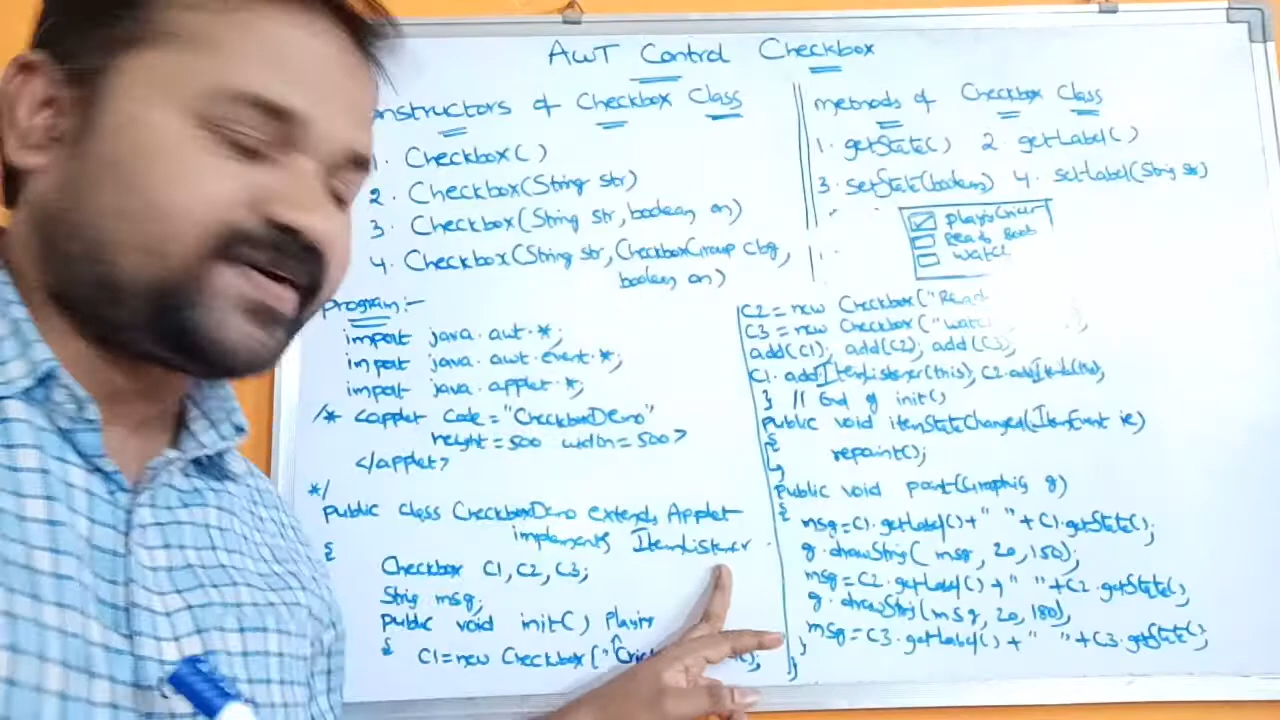 AWT Control Checkbox
nstructors of Checkbox Class
1. Checkbox()
2. Checkbox(String str)
3. Checkbox(String str, boolean on)
4. Checkbox(String str, CheckboxGroup cbg,
boolean on)
program:-
import java.awt.*;
import java.awt.event.*;
import java.applet.*;
/* <applet code="CheckboxDemo"
height=500 width=500>
</applet>
*/
public class CheckboxDemo extends Applet
implements ItemListener
{
Checkbox C1, C2, C3;
String msg;
public void init()
{
Playing
C1=new Checkbox("Cric
methods of Checkbox Class
1. getState() 2. getLabel()
3. setState(boolean) 4. setLabel(String str)
Read Book
watch
C2=new Checkbox("Read
C3=new Checkbox("watc
add(C1); add(C2); add(C3);
C1.addItemListener(this);
} // End of init()
public void itemStateChanged(ItemEvent ie)
{
repaint();
}
public void paint(Graphics g)
{
msg=C1.getLabel()+" "+C1.getState();
g.drawString(msg, 20, 150);
msg=C2.getLabel()+" "+C2.getState();
g.drawString(msg, 20, 180);
msg=C3.getLabel()+" "+C3.getState();
}
}